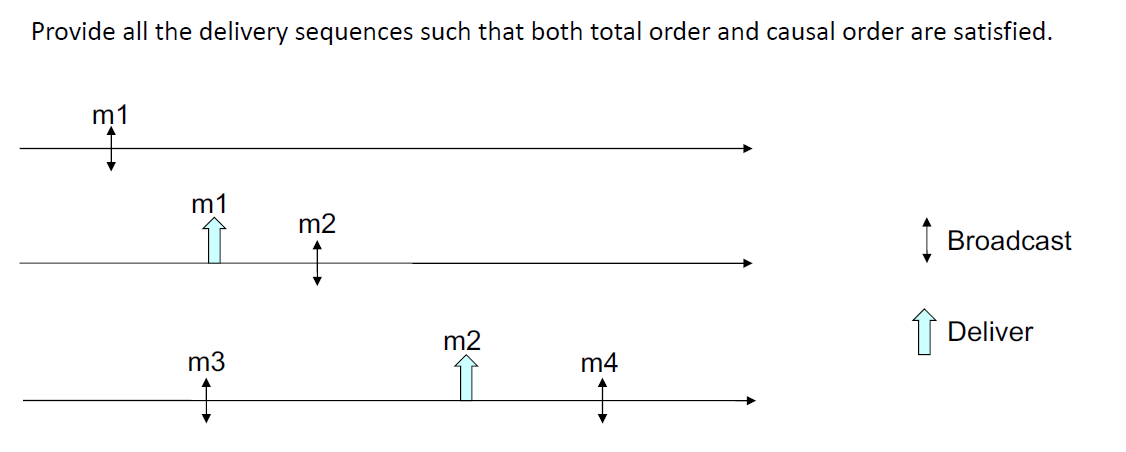 Provide all the delivery sequences such that both total order and causal order are satisfied.
m1
m1
m2
Broadcast
Deliver
m2
m3
m4